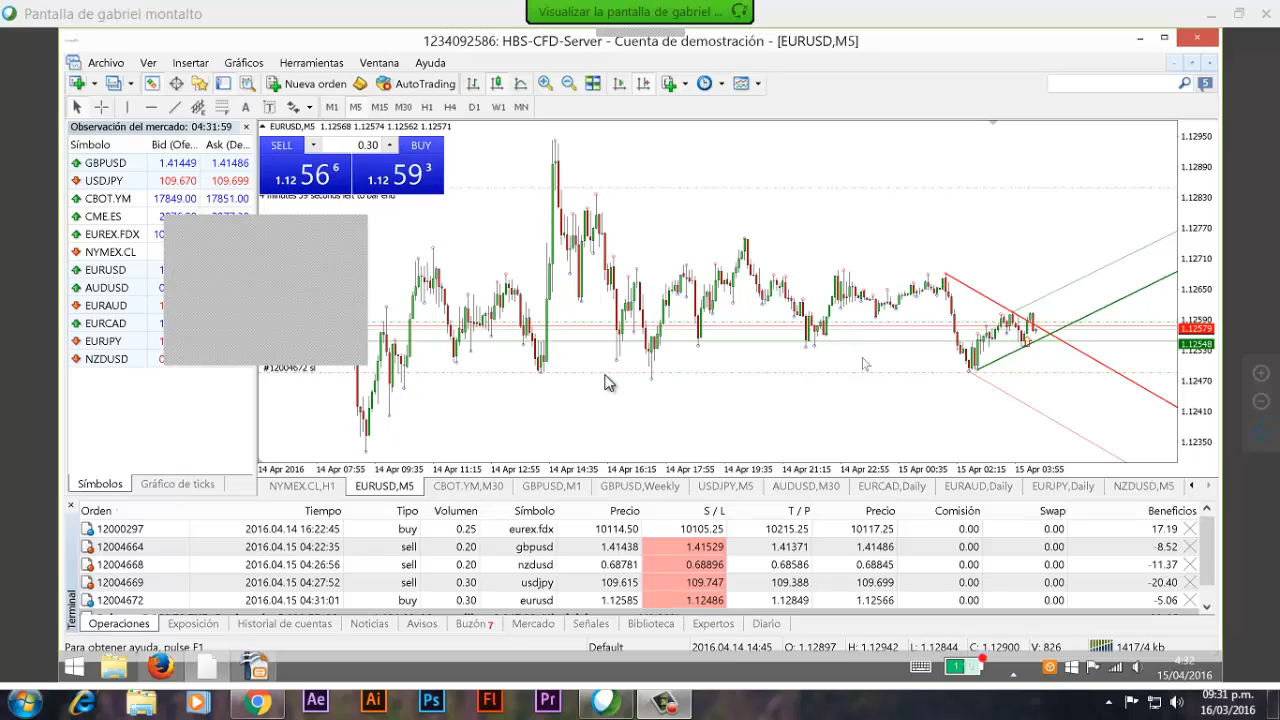 Pantalla de gabriel montalto
Visualizar la pantalla de gabriel ...
1234092586: HBS-CFD-Server - Cuenta de demostración - [EURUSD,M5]
Archivo Ver Insertar Gráficos Herramientas Ventana Ayuda
Nueva orden AutoTrading
M1 M5 M15 M30 H1 H4 D1 W1 MN
Observación del mercado: 04:31:59
Símbolo Bid (Ofe... Ask (De...
GBPUSD 1.41449 1.41486
USDJPY 109.670 109.699
CBOT.YM 17849.00 17851.00
CME.ES
EUREX.FDX
NYMEX.CL
EURUSD
AUDUSD
EURAUD
EURCAD
EURJPY
NZDUSD
Símbolos Gráfico de ticks
EURUSD,M5 1.12568 1.12574 1.12562 1.12571
SELL 0.30 BUY
1.12 56 6 1.12 59 3
4 minutes 59 seconds left to bar end
#12004672 sl
1.12950
1.12890
1.12830
1.12770
1.12710
1.12650
1.12590
1.12579
1.12548
1.12530
1.12470
1.12410
1.12350
14 Apr 2016 14 Apr 07:55 14 Apr 09:35 14 Apr 11:15 14 Apr 12:55 14 Apr 14:35 14 Apr 16:15 14 Apr 17:55 14 Apr 19:35 14 Apr 21:15 14 Apr 22:55 15 Apr 00:35 15 Apr 02:15 15 Apr 03:55
NYMEX.CL,H1 EURUSD,M5 CBOT.YM,M30 GBPUSD,M1 GBPUSD,Weekly USDJPY,M5 AUDUSD,M30 EURCAD,Daily EURAUD,Daily EURJPY,Daily NZDUSD,M5
Orden Tiempo Tipo Volumen Símbolo Precio S / L T / P Precio Comisión Swap Beneficios
12000297 2016.04.14 16:22:45 buy 0.25 eurex.fdx 10114.50 10105.25 10215.25 10117.25 0.00 0.00 17.19
12004664 2016.04.15 04:22:35 sell 0.20 gbpusd 1.41438 1.41529 1.41371 1.41486 0.00 0.00 -8.52
12004668 2016.04.15 04:26:56 sell 0.20 nzdusd 0.68781 0.68896 0.68586 0.68845 0.00 0.00 -11.37
12004669 2016.04.15 04:27:52 sell 0.30 usdjpy 109.615 109.747 109.388 109.699 0.00 0.00 -20.40
12004672 2016.04.15 04:31:01 buy 0.30 eurusd 1.12585 1.12486 1.12849 1.12566 0.00 0.00 -5.06
Terminal
Operaciones Exposición Historial de cuentas Noticias Avisos Buzón 7 Mercado Señales Biblioteca Expertos Diario
Para obtener ayuda, pulse F1 Default 2016.04.14 14:45 O: 1.12897 H: 1.12942 L: 1.12844 C: 1.12900 V: 826 1417/4 kb
4:32
15/04/2016
Ae Ai Ps Fl Pr
09:31 p.m.
16/03/2016